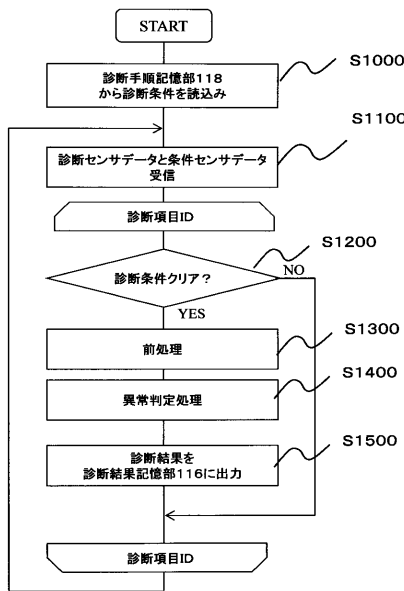 START
診断手順記憶部118
から診断条件を読込み
S1000
診断センサデータと条件センサデータ
受信
S1100
診断項目ID
診断条件クリア？
S1200
NO
YES
前処理
S1300
異常判定処理
S1400
診断結果を
診断結果記憶部116に出力
S1500
診断項目ID